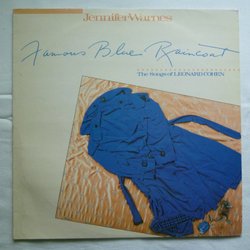 Jennifer Warnes
Famous Blue Raincoat
The Songs of LEONARD COHEN